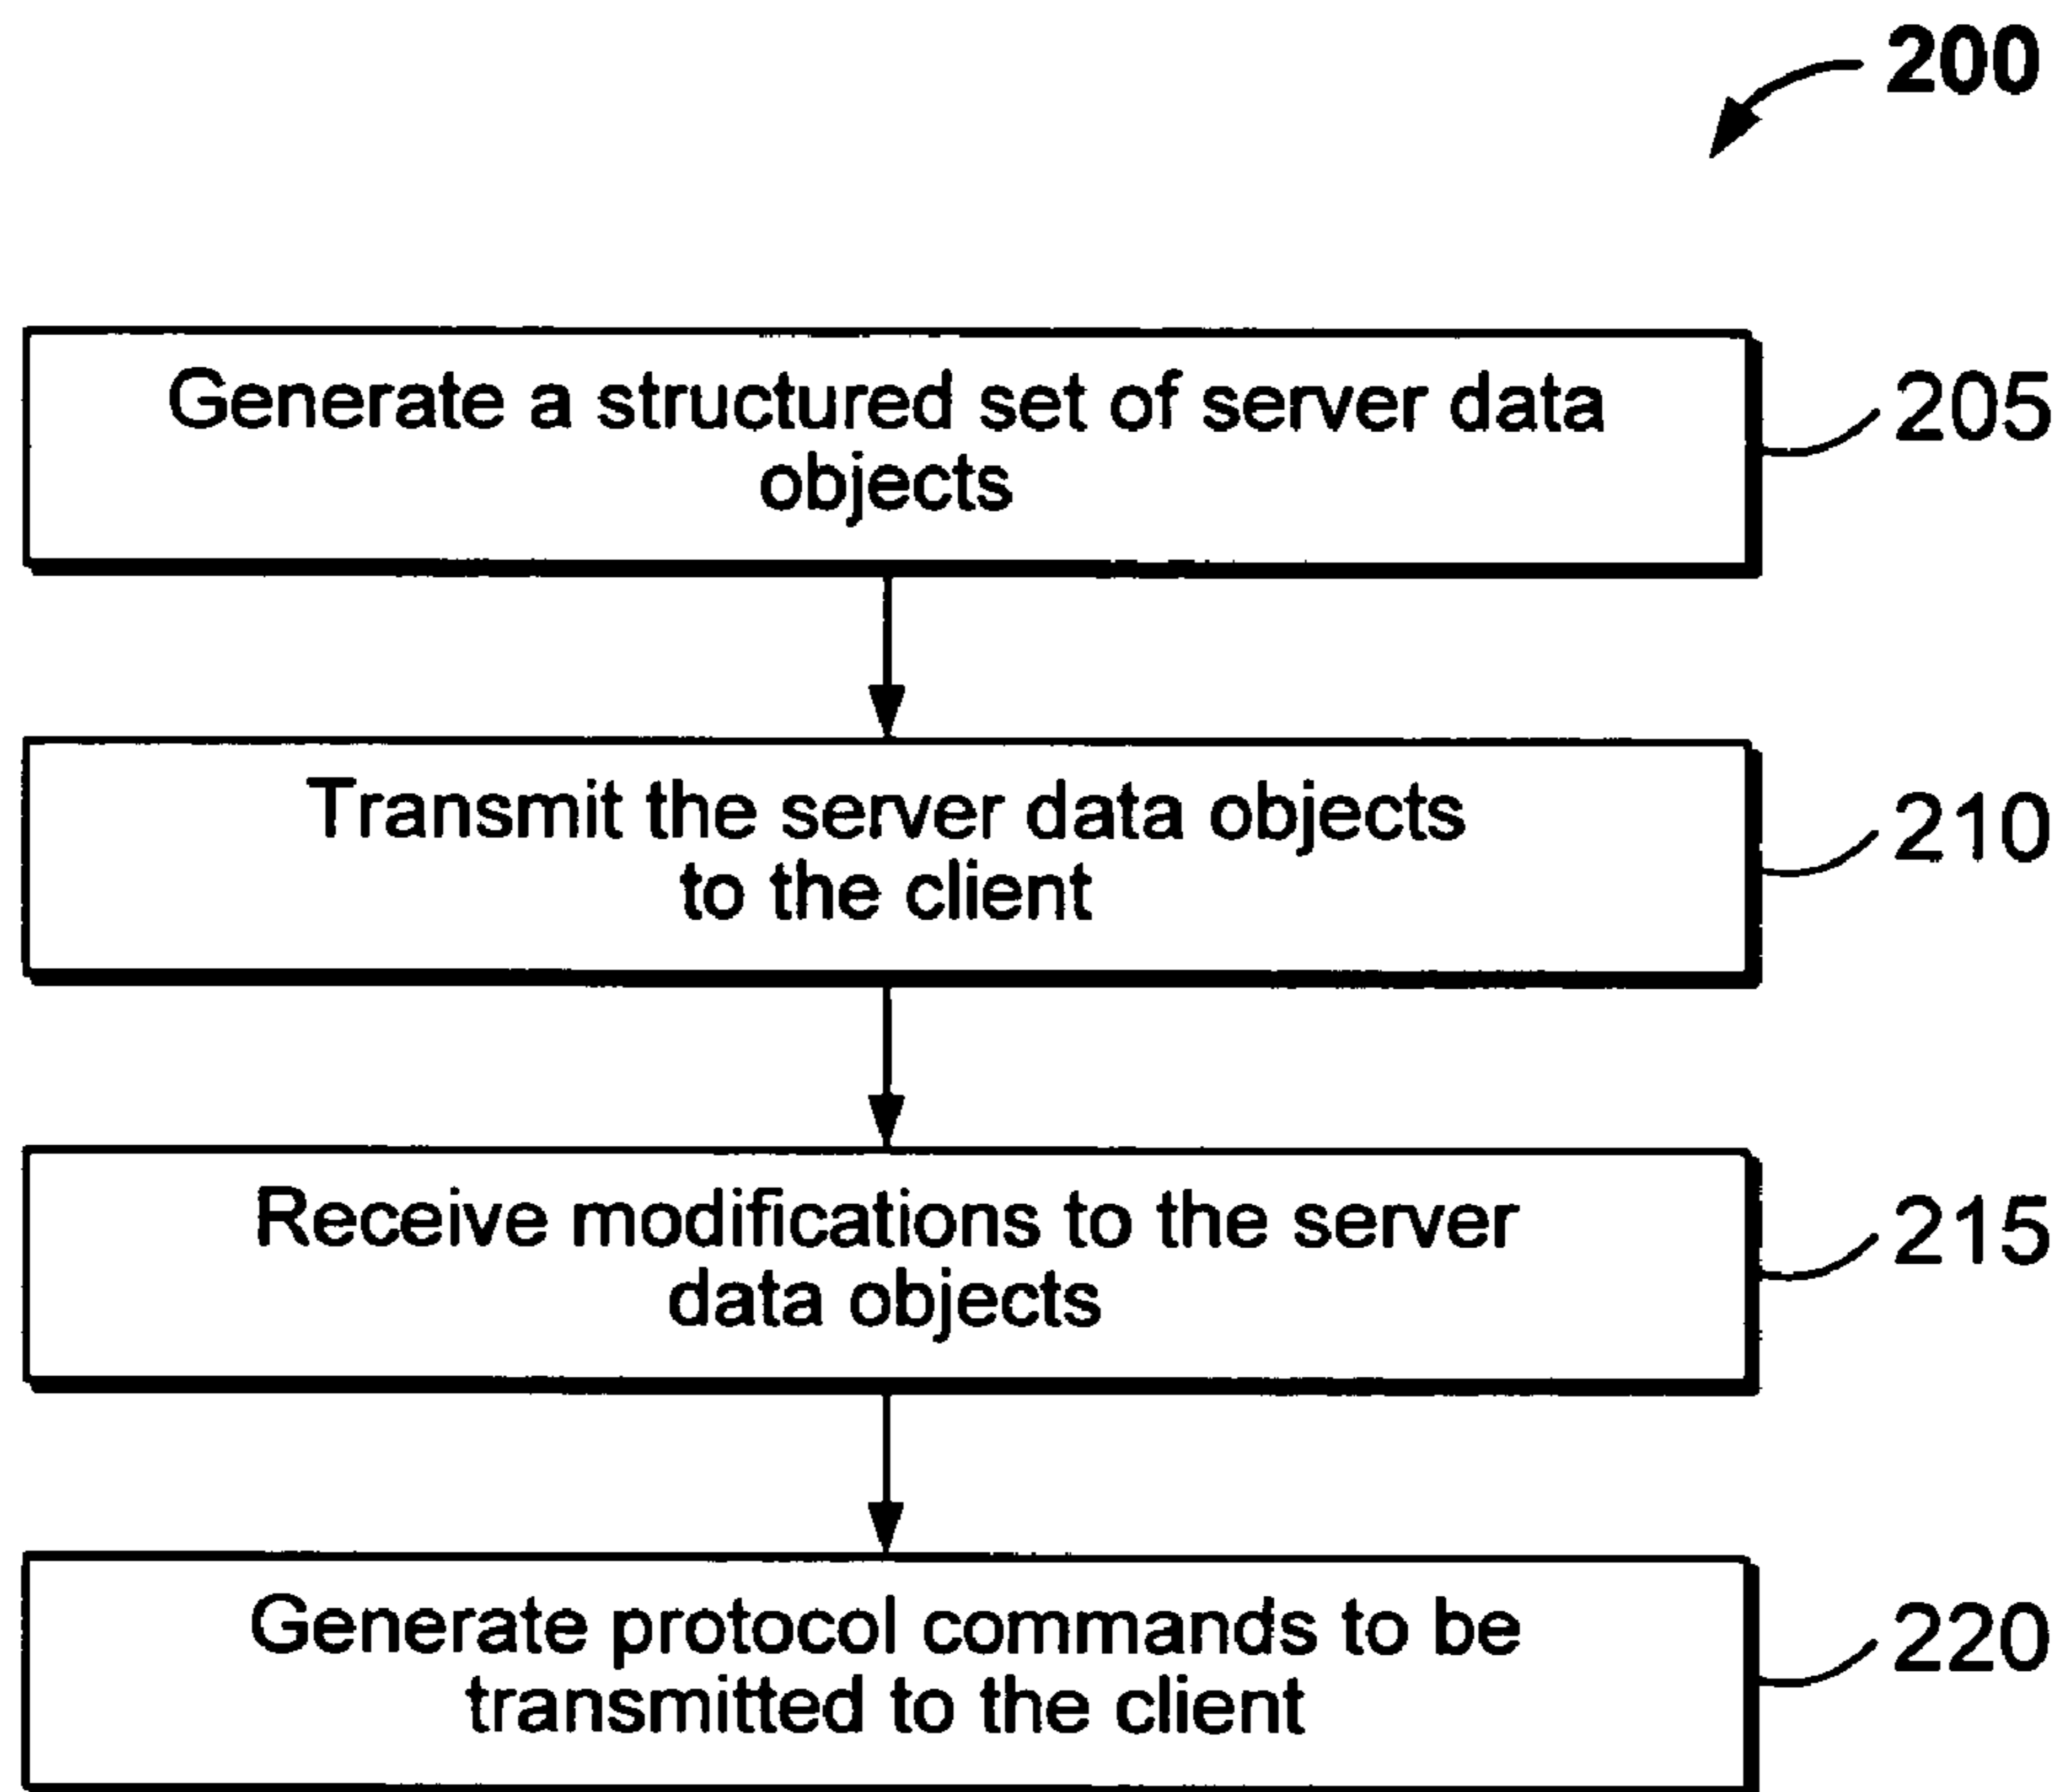 200
Generate a structured set of server data
objects
205
Transmit the server data objects
to the client
210
Receive modifications to the server
data objects
215
Generate protocol commands to be
transmitted to the client
220